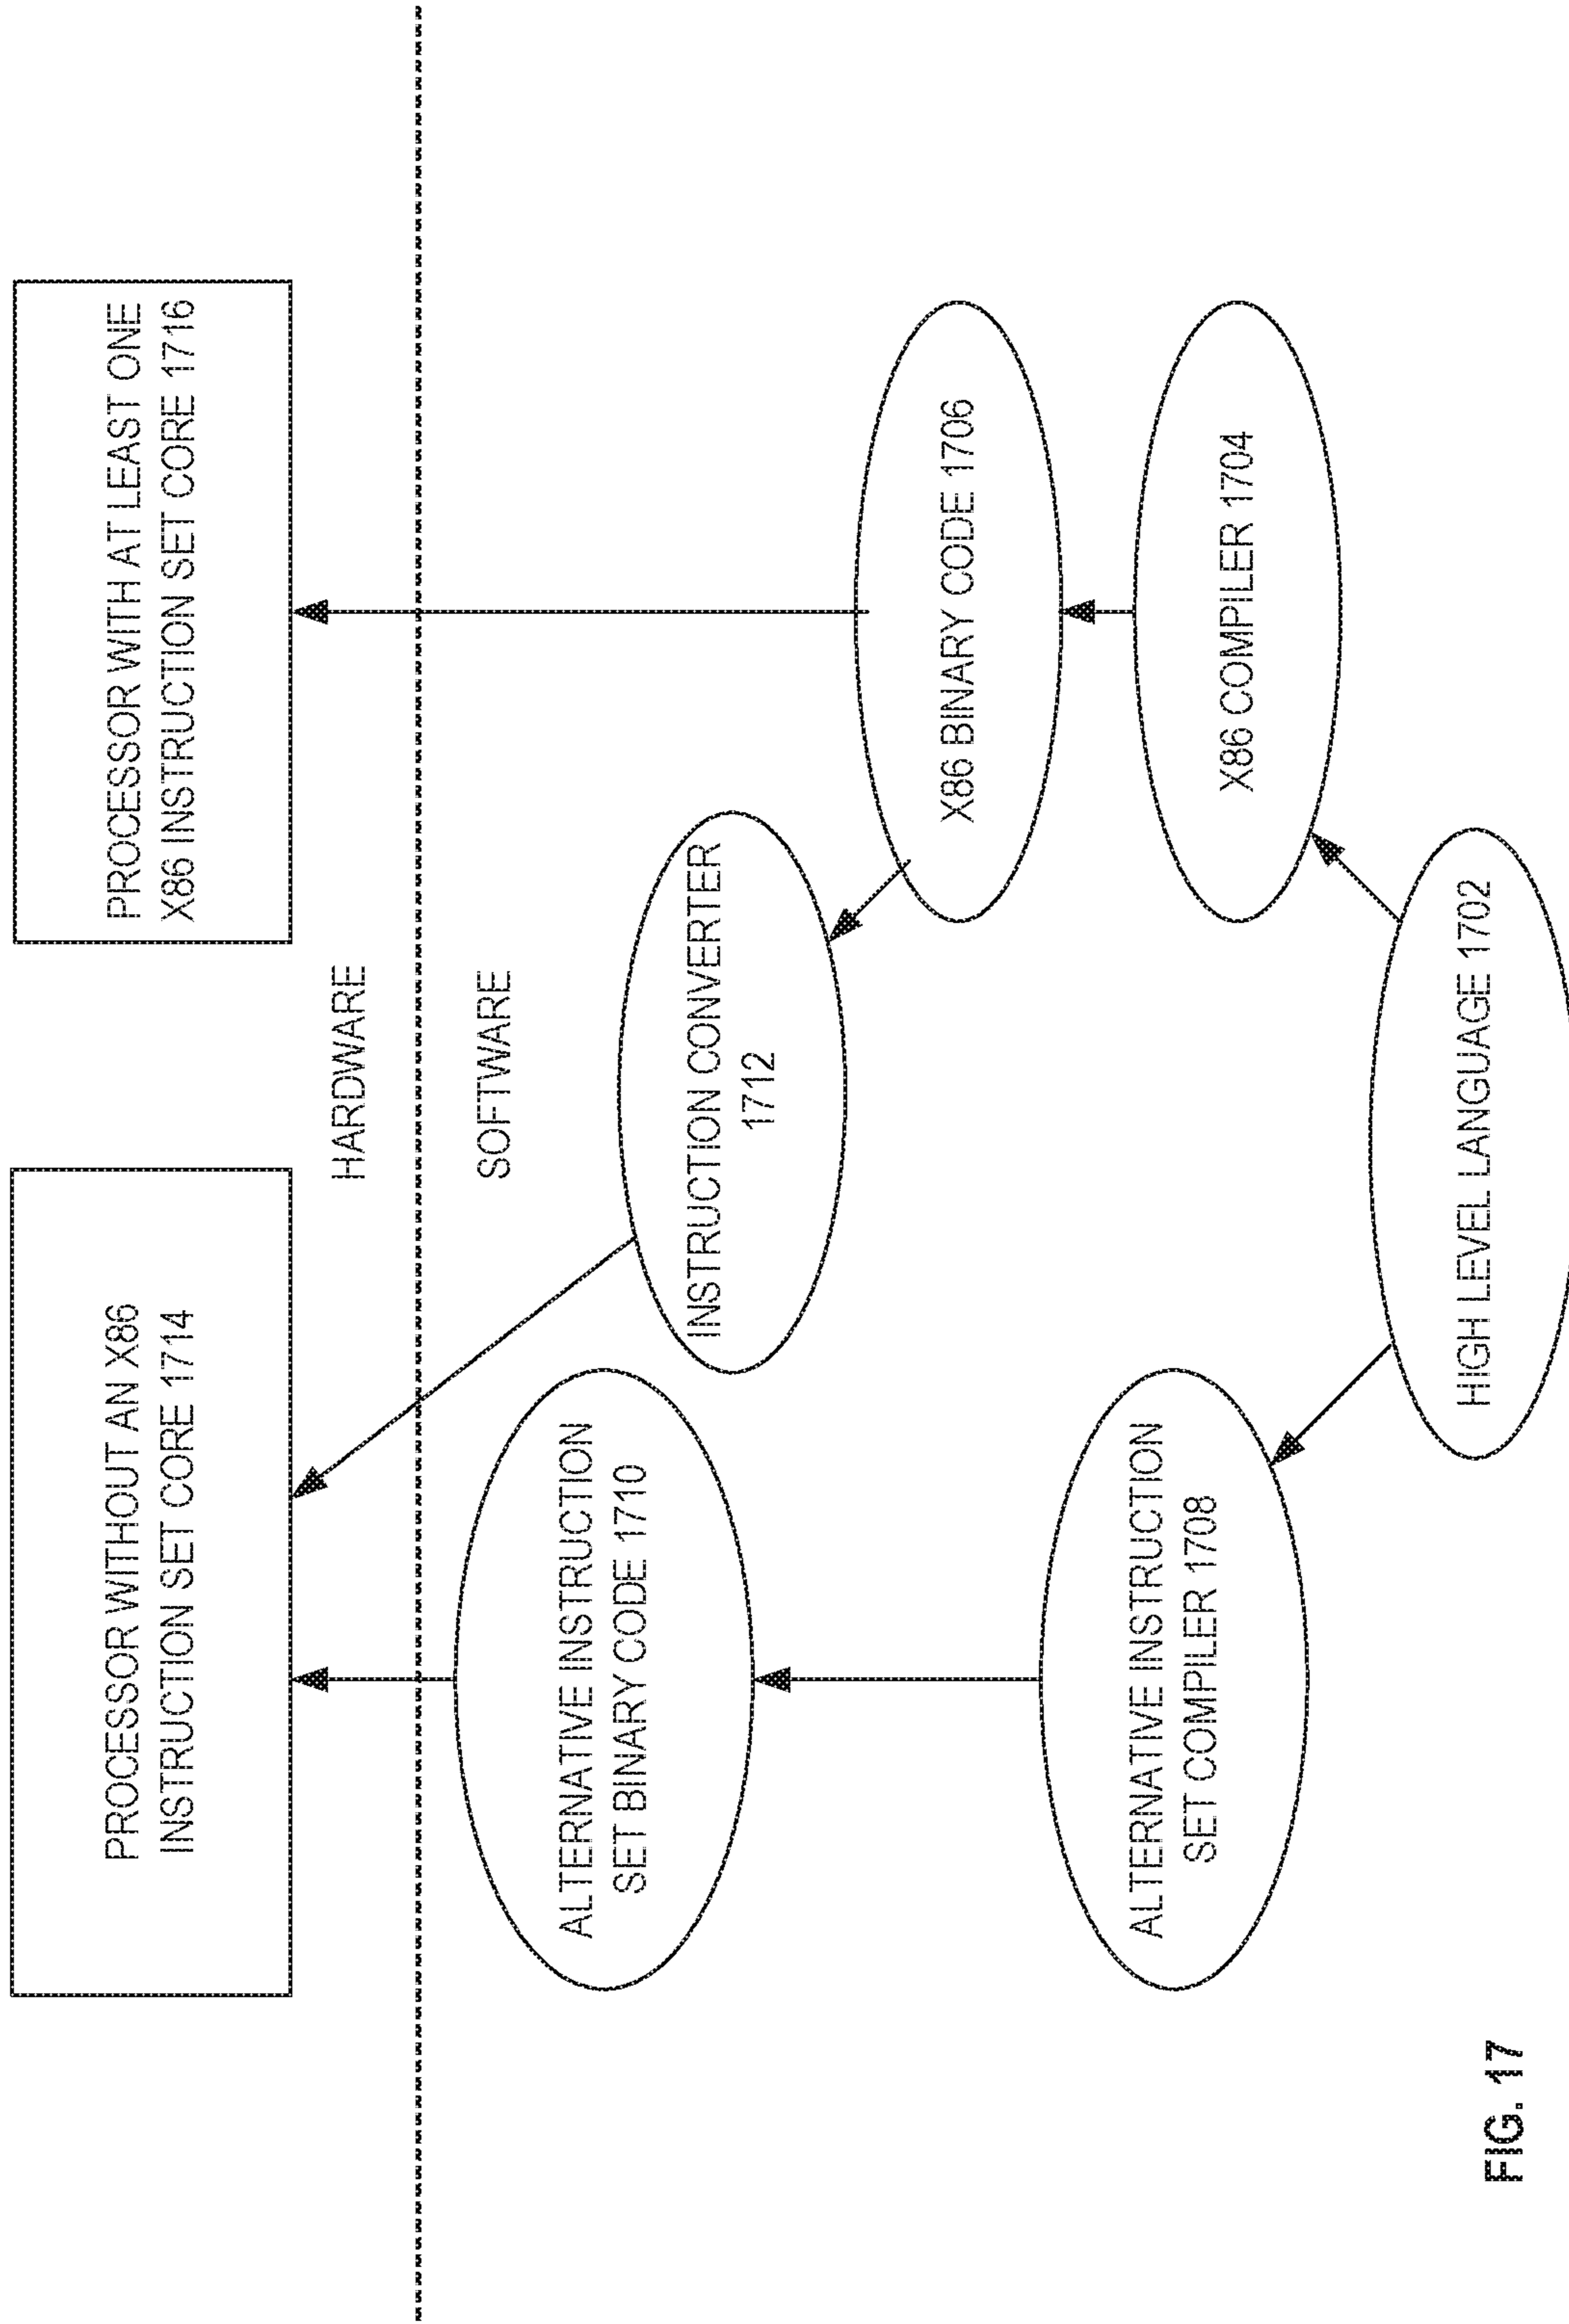 PROCESSOR WITHOUT AN X86
INSTRUCTION SET CORE 1714
PROCESSOR WITH AT LEAST ONE
X86 INSTRUCTION SET CORE 1716
HARDWARE
SOFTWARE
ALTERNATIVE INSTRUCTION
SET BINARY CODE 1710
INSTRUCTION CONVERTER
1712
X86 BINARY CODE 1706
ALTERNATIVE INSTRUCTION
SET COMPILER 1708
X86 COMPILER 1704
HIGH LEVEL LANGUAGE 1702
FIG. 17